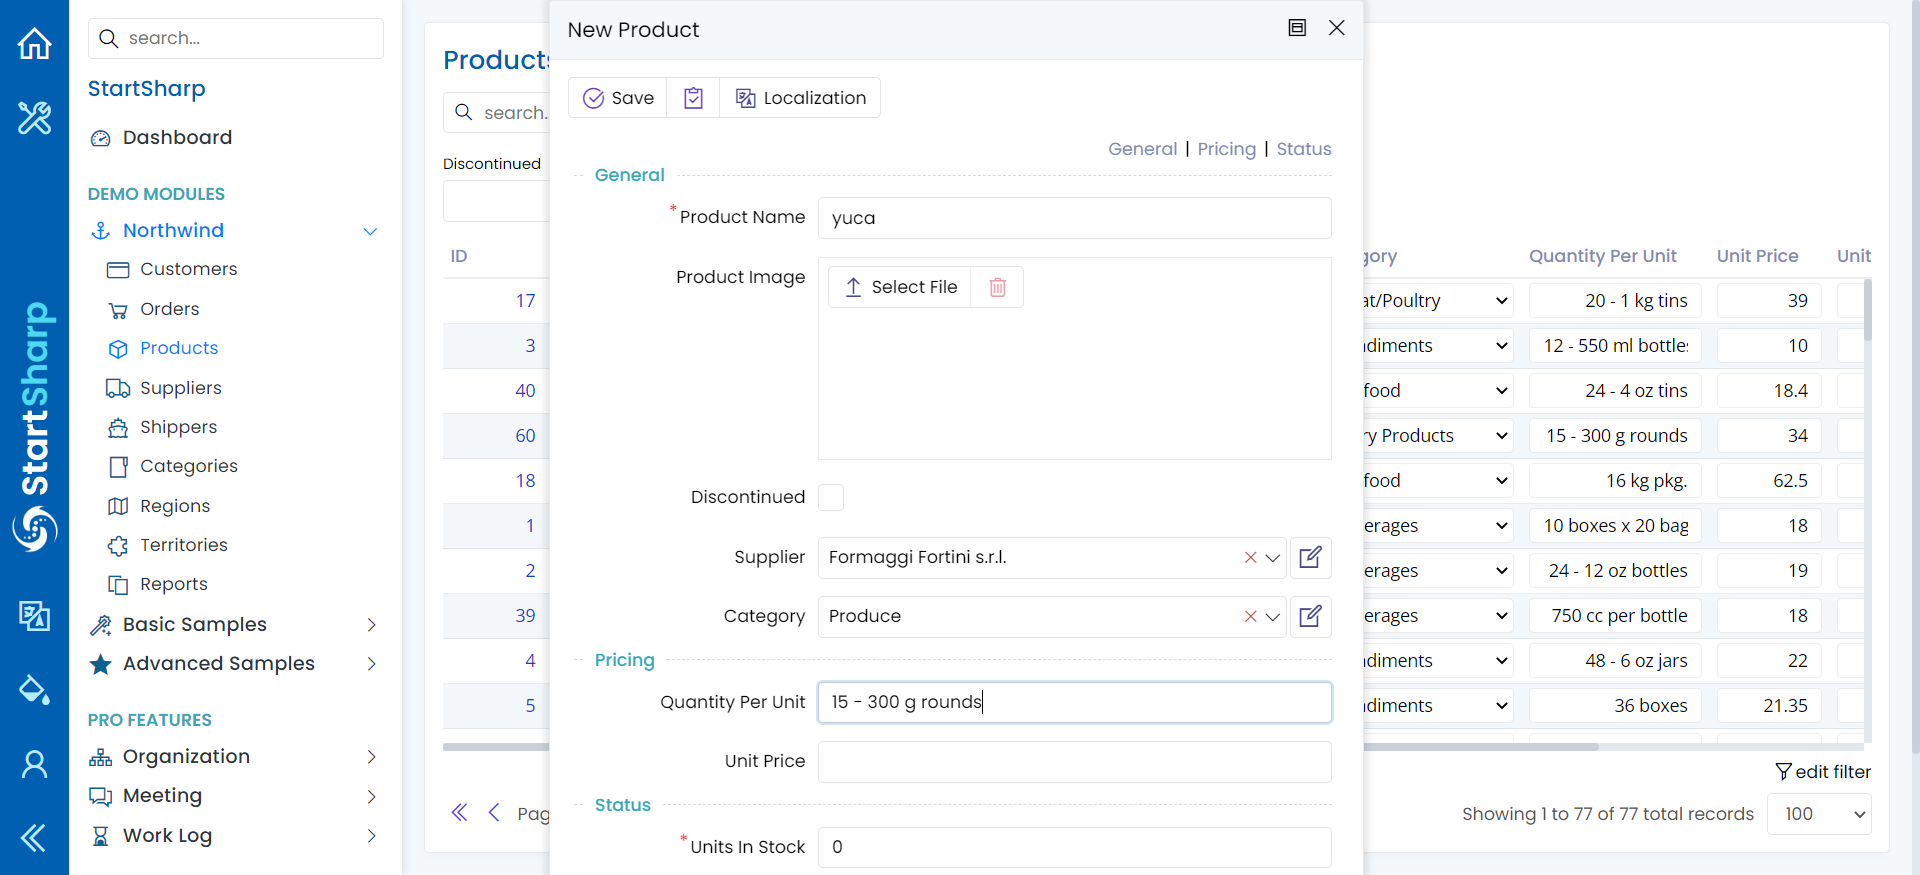 search...
StartSharp
Dashboard
DEMO MODULES
Northwind
Customers
Orders
Products
Suppliers
Shippers
Categories
Regions
Territories
Reports
Basic Samples
Advanced Samples
PRO FEATURES
Organization
Meeting
Work Log
StartSharp
Products
search.
Discontinued
ID
17
3
40
60
18
1
2
39
4
5
Pag
New Product
Save
Localization
General | Pricing | Status
General
* Product Name yuca
Product Image Select File
Discontinued
Supplier Formaggi Fortini s.r.l.
Category Produce
Pricing
Quantity Per Unit 15 - 300 g rounds
Unit Price
Status
* Units In Stock 0
gory Quantity Per Unit Unit Price Unit
at/Poultry 20 - 1 kg tins 39
diments 12 - 550 ml bottles 10
food 24 - 4 oz tins 18.4
ry Products 15 - 300 g rounds 34
food 16 kg pkg. 62.5
erages 10 boxes x 20 bag 18
erages 24 - 12 oz bottles 19
erages 750 cc per bottle 18
diments 48 - 6 oz jars 22
diments 36 boxes 21.35
edit filter
Showing 1 to 77 of 77 total records 100